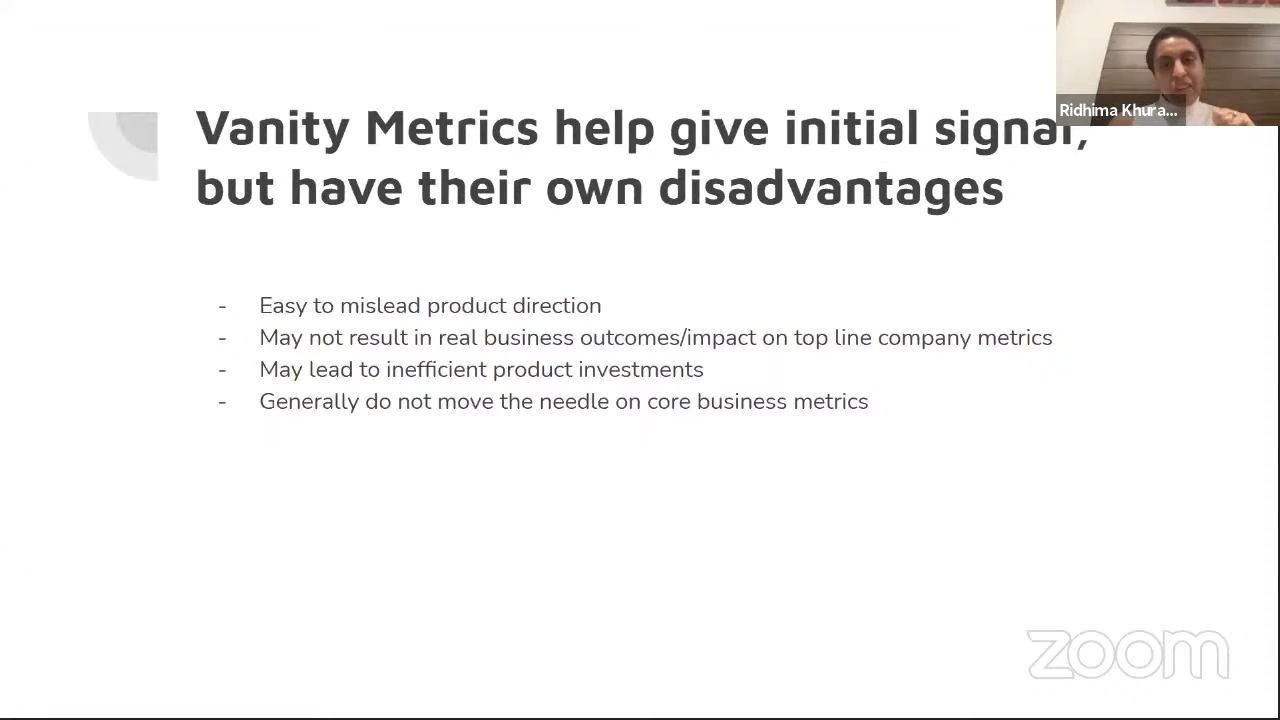 Ridhima Khura...
Vanity Metrics help give initial signal,
but have their own disadvantages
- Easy to mislead product direction
- May not result in real business outcomes/impact on top line company metrics
- May lead to inefficient product investments
- Generally do not move the needle on core business metrics
zoom